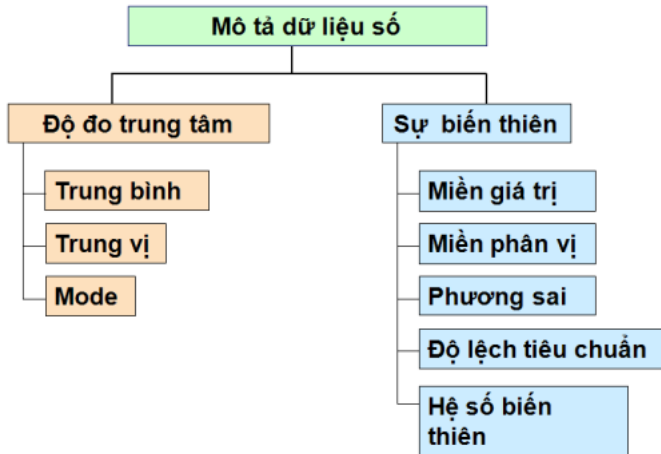 Mô tả dữ liệu số
Độ đo trung tâm
Trung bình
Trung vị
Mode
Sự biến thiên
Miền giá trị
Miền phân vị
Phương sai
Độ lệch tiêu chuẩn
Hệ số biến
thiên